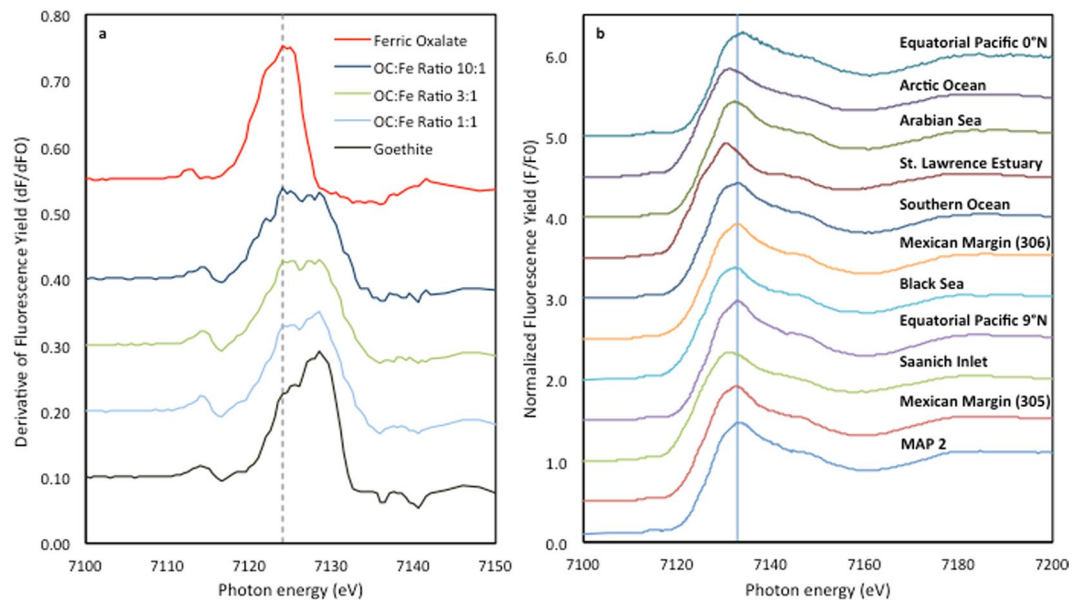 a
Ferric Oxalate
OC:Fe Ratio 10:1
OC:Fe Ratio 3:1
OC:Fe Ratio 1:1
Goethite
0.80
0.70
0.60
0.50
0.40
0.30
0.20
0.10
0.00
Derivative of Fluorescence Yield (dF/dFO)
7100
7110
7120
7130
7140
7150
Photon energy (eV)
b
Equatorial Pacific 0°N
Arctic Ocean
Arabian Sea
St. Lawrence Estuary
Southern Ocean
Mexican Margin (306)
Black Sea
Equatorial Pacific 9°N
Saanich Inlet
Mexican Margin (305)
MAP 2
6.0
5.0
4.0
3.0
2.0
1.0
0.0
Normalized Fluorescence Yield (F/F0)
7100
7120
7140
7160
7180
7200
Photon energy (eV)